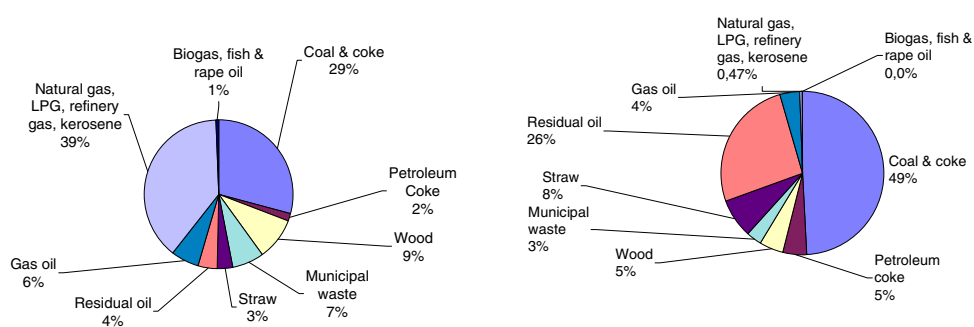 Biogas, fish &
rape oil
1%
Coal & coke
29%
Petroleum
Coke
2%
Wood
9%
Municipal
waste
7%
Straw
3%
Residual oil
4%
Gas oil
6%
Natural gas,
LPG, refinery
gas, kerosene
39%
Natural gas,
LPG, refinery
gas, kerosene
0,47%
Biogas, fish &
rape oil
0,0%
Coal & coke
49%
Petroleum
coke
5%
Wood
5%
Municipal
waste
3%
Straw
8%
Residual oil
26%
Gas oil
4%